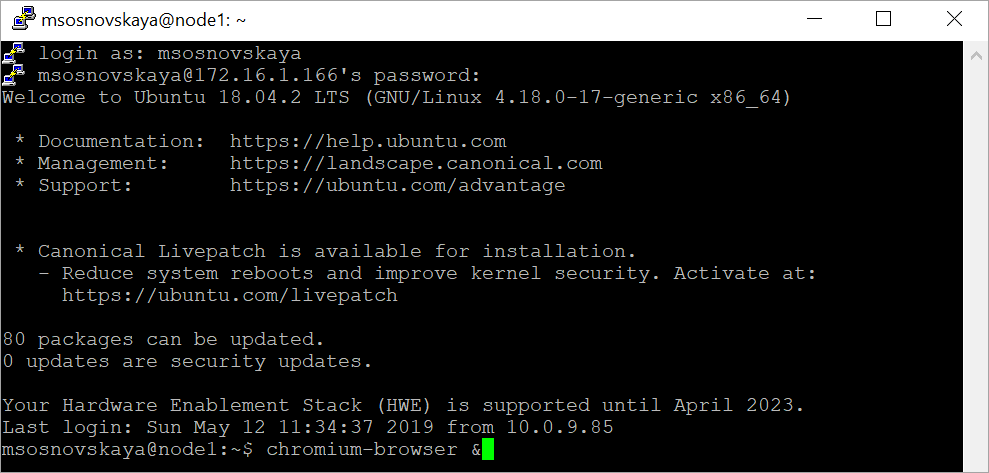 msosnovskaya@node1: ~
login as: msosnovskaya
msosnovskaya@172.16.1.166's password:
Welcome to Ubuntu 18.04.2 LTS (GNU/Linux 4.18.0-17-generic x86_64)
* Documentation:  https://help.ubuntu.com
* Management:     https://landscape.canonical.com
* Support:        https://ubuntu.com/advantage
* Canonical Livepatch is available for installation.
- Reduce system reboots and improve kernel security. Activate at:
https://ubuntu.com/livepatch
80 packages can be updated.
0 updates are security updates.
Your Hardware Enablement Stack (HWE) is supported until April 2023.
Last login: Sun May 12 11:34:37 2019 from 10.0.9.85
msosnovskaya@node1:~$ chromium-browser &